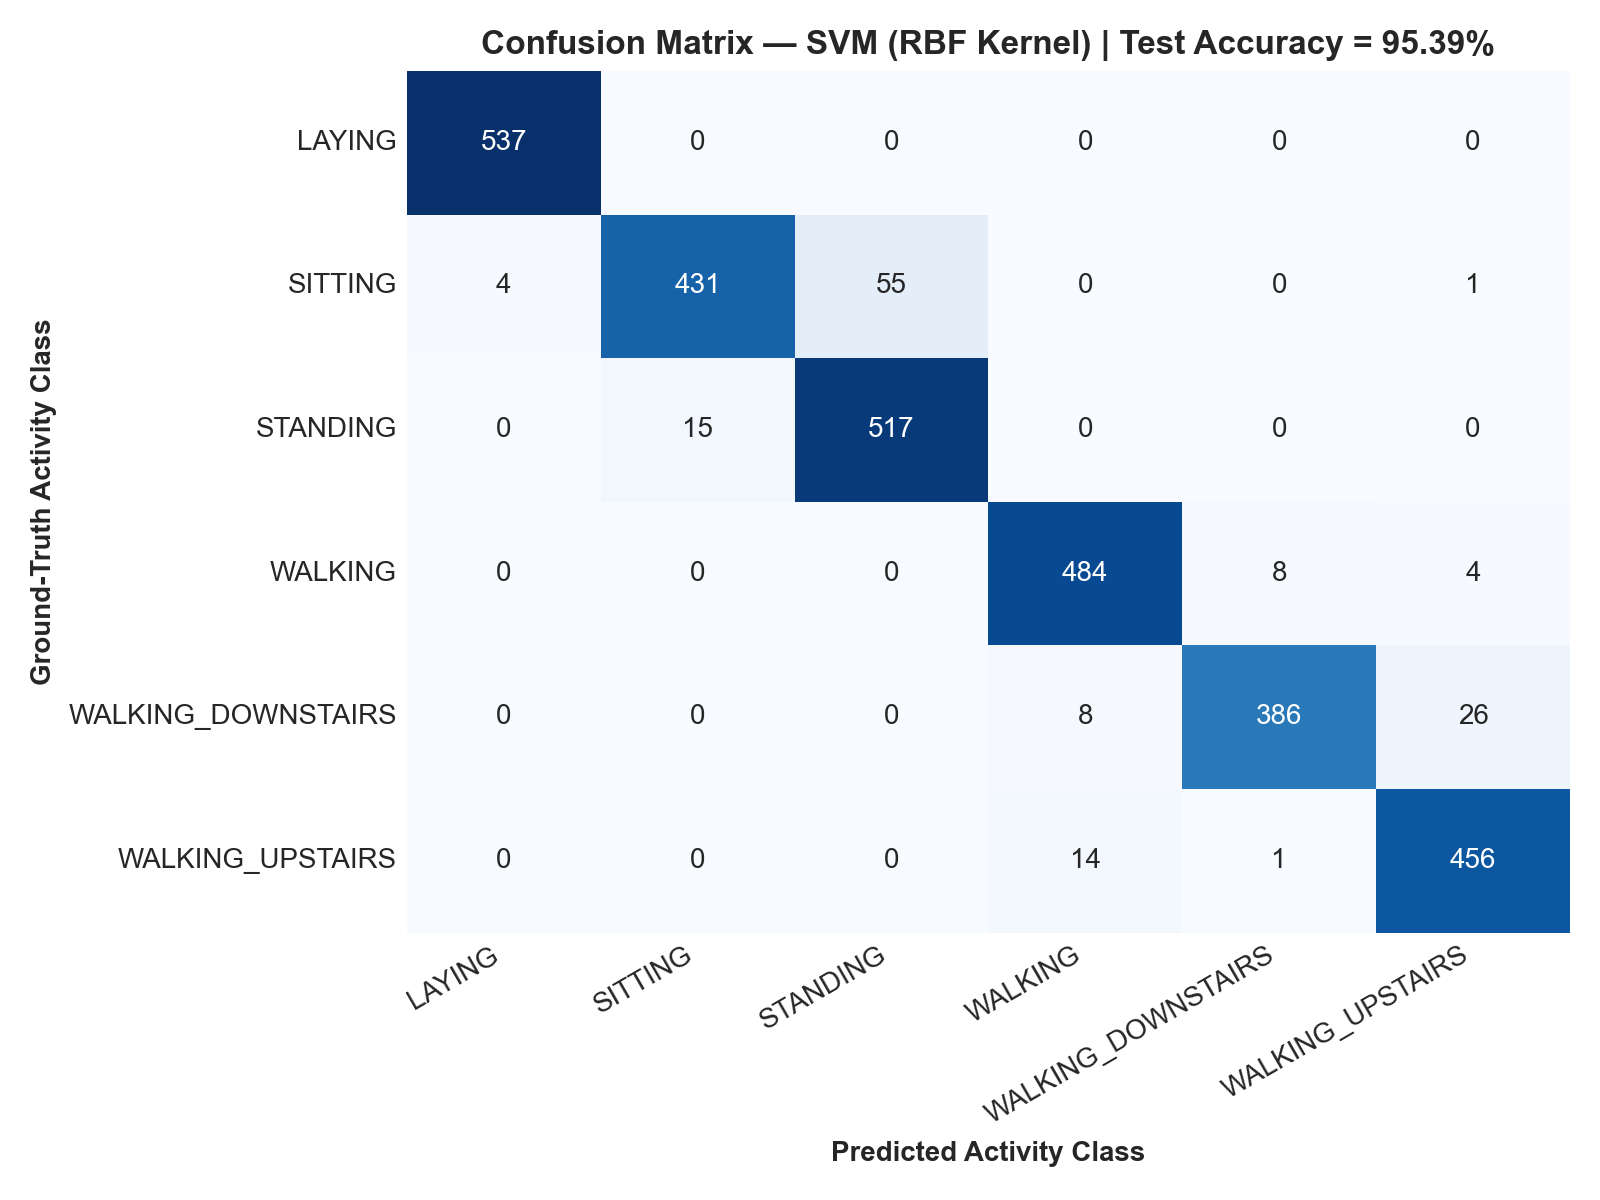 Confusion Matrix — SVM (RBF Kernel) | Test Accuracy = 95.39%
Ground-Truth Activity Class
LAYING 537 0 0 0 0 0
SITTING 4 431 55 0 0 1
STANDING 0 15 517 0 0 0
WALKING 0 0 0 484 8 4
WALKING_DOWNSTAIRS 0 0 0 8 386 26
WALKING_UPSTAIRS 0 0 0 14 1 456
LAYING SITTING STANDING WALKING WALKING_DOWNSTAIRS WALKING_UPSTAIRS
Predicted Activity Class